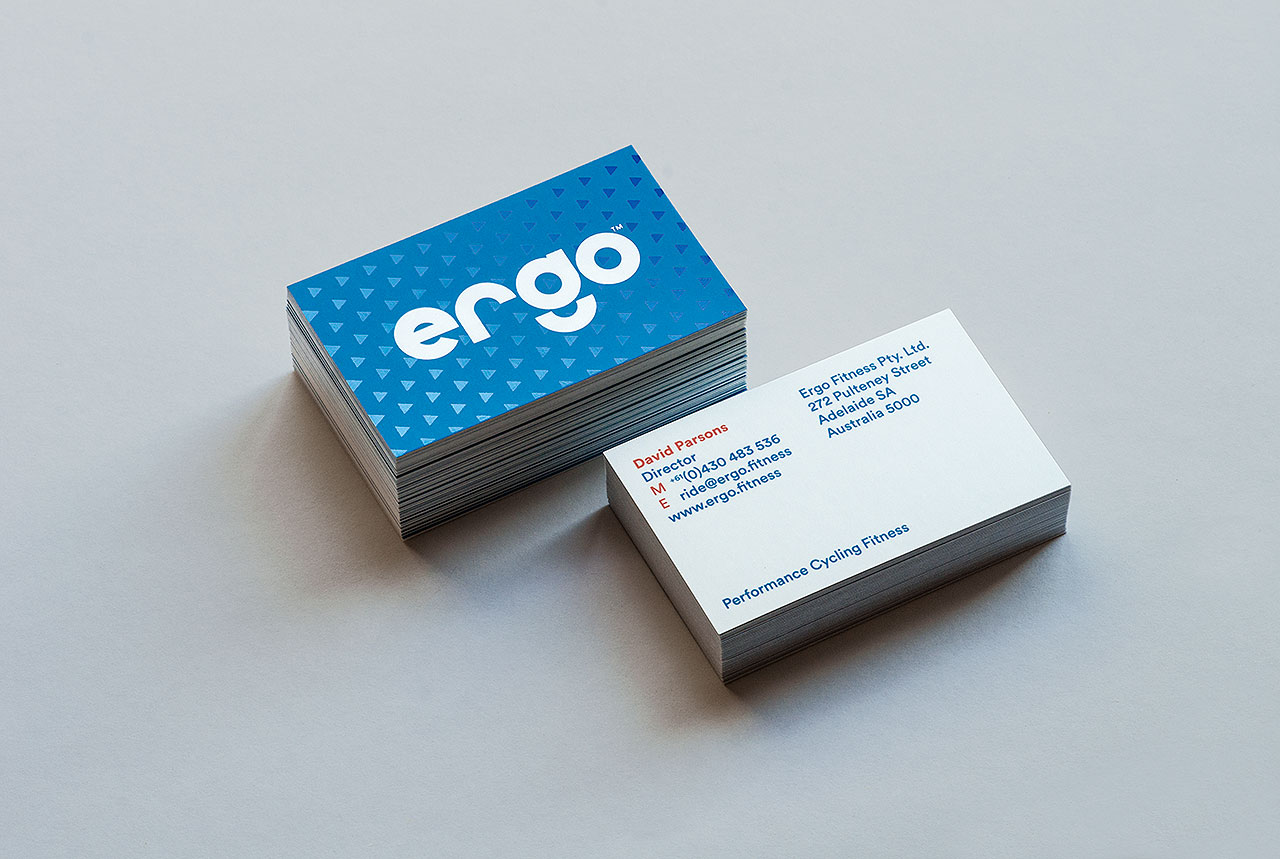 ergo™
David Parsons
Director
M +61(0)430 483 536
E ride@ergo.fitness
www.ergo.fitness
Ergo Fitness Pty. Ltd.
272 Pulteney Street
Adelaide SA
Australia 5000
Performance Cycling Fitness